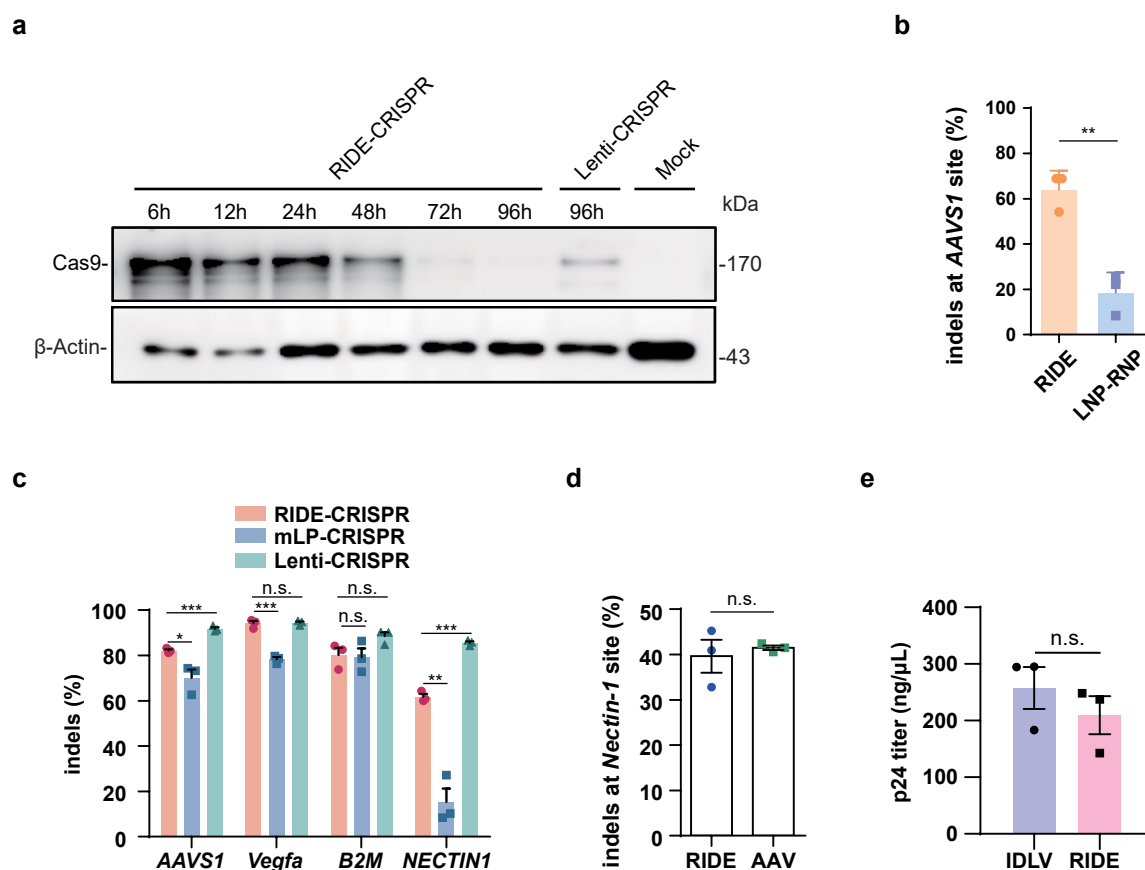 a
RIDE-CRISPR
Lenti-CRISPR
Mock
6h 12h 24h 48h 72h 96h 96h kDa
Cas9- -170
β-Actin- -43
b
indels at AAVS1 site (%)
100
80
60
40
20
0
**
RIDE
LNP-RNP
c
RIDE-CRISPR
mLP-CRISPR
Lenti-CRISPR
indels (%)
100
80
60
40
20
0
***
*
n.s.
***
n.s.
n.s.
***
**
AAVS1 Vegfa B2M NECTIN1
d
indels at Nectin-1 site (%)
50
40
30
20
10
0
n.s.
RIDE AAV
e
p24 titer (ng/μL)
400
300
200
100
0
n.s.
IDLV RIDE